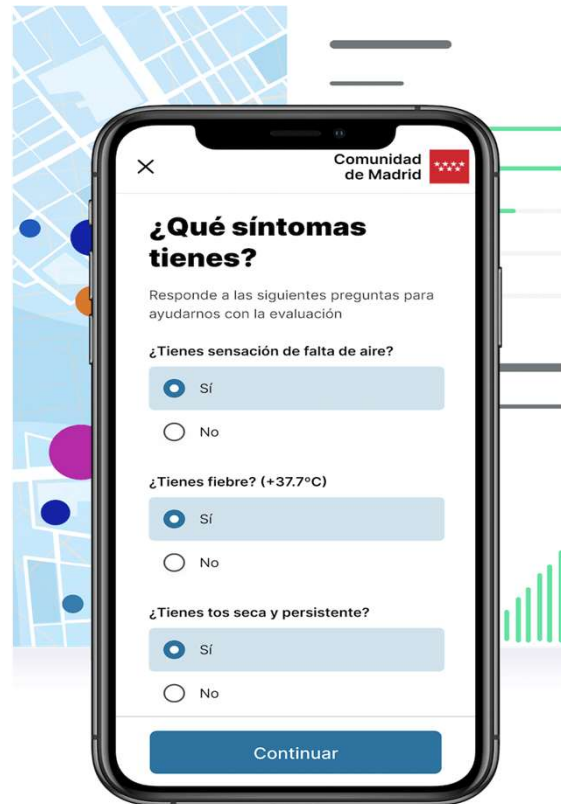 Comunidad
de Madrid
¿Qué síntomas
tienes?
Responde a las siguientes preguntas para
ayudarnos con la evaluación
¿Tienes sensación de falta de aire?
Sí
No
¿Tienes fiebre? (+37.7ºC)
Sí
No
¿Tienes tos seca y persistente?
Sí
No
Continuar